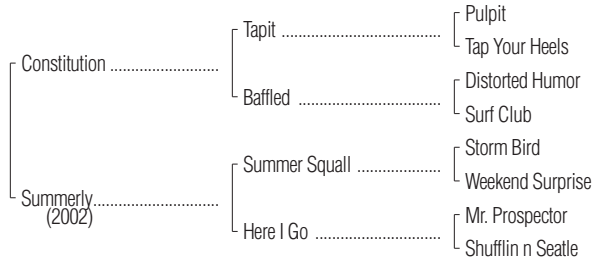 Pulpit
Tapit ..................................................
Tap Your Heels
Constitution ..................................
Distorted Humor
Baffled ............................................
Surf Club
Storm Bird
Summer Squall ..........................
Weekend Surprise
Summerly.......................................
(2002)
Mr. Prospector
Here I Go .......................................
Shufflin n Seatle